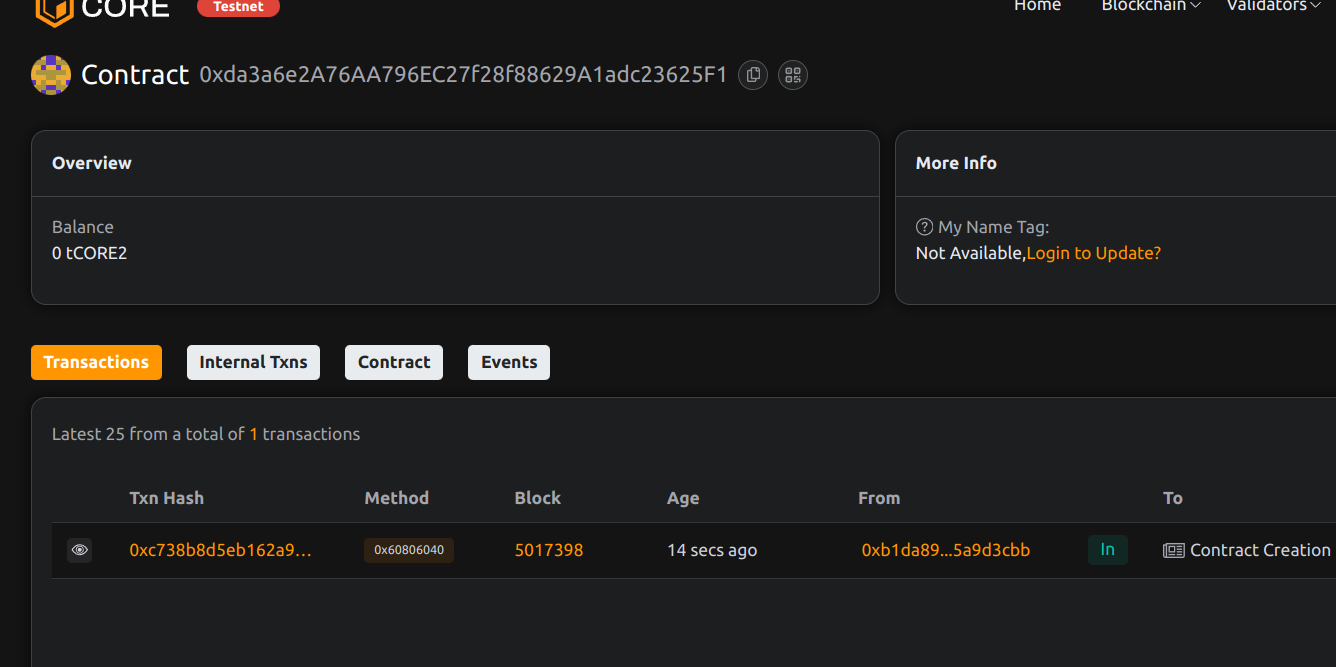 CORE Testnet Home Blockchain Validators
Contract 0xda3a6e2A76AA796EC27f28f88629A1adc23625F1
Overview
Balance
0 tCORE2
More Info
My Name Tag:
Not Available,Login to Update?
Transactions Internal Txns Contract Events
Latest 25 from a total of 1 transactions
Txn Hash Method Block Age From To
0xc738b8d5eb162a9... 0x60806040 5017398 14 secs ago 0xb1da89...5a9d3cbb In Contract Creation